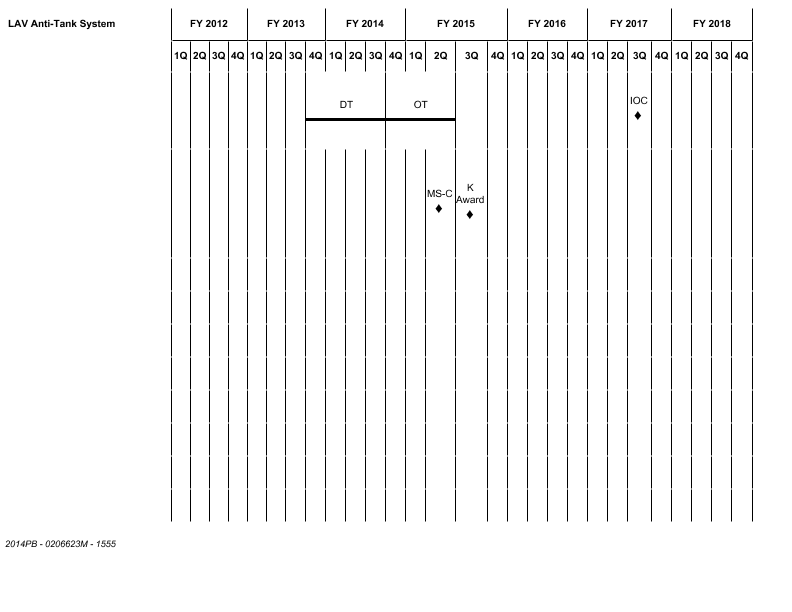 LAV Anti-Tank System FY 2012 FY 2013 FY 2014 FY 2015 FY 2016 FY 2017 FY 2018
1Q 2Q 3Q 4Q 1Q 2Q 3Q 4Q 1Q 2Q 3Q 4Q 1Q 2Q 3Q 4Q 1Q 2Q 3Q 4Q 1Q 2Q 3Q 4Q 1Q 2Q 3Q 4Q
DT OT IOC
MS-C K
Award
2014PB - 0206623M - 1555